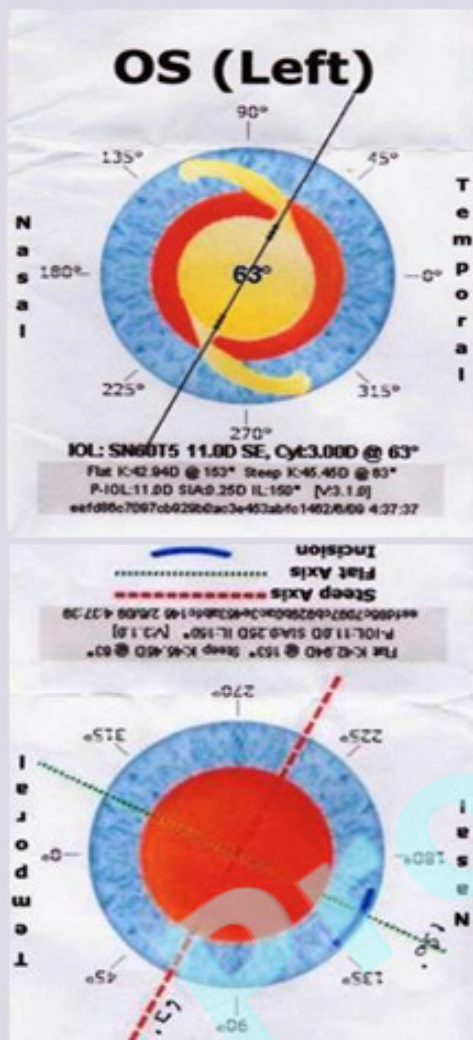 OS (Left)
90°
135°
45°
Nasal
Temporal
180°
63°
0°
225°
315°
270°
IOL: SN60T5 11.0D SE, Cyl:3.00D @ 63°
Flat K:42.94D @ 153° Steep K:45.45D @ 63°
P-IOL:11.0D SIA:0.25D IL:150° [V:3.1.0]
Incision
Flat Axis
Steep Axis
Flat K:42.94D @ 153° Steep K:45.45D @ 63°
P-IOL:11.0D SIA:0.25D IL:150° [V:3.1.0]
270°
315°
225°
Temporal
Nasal
0°
180°
45°
135°
90°